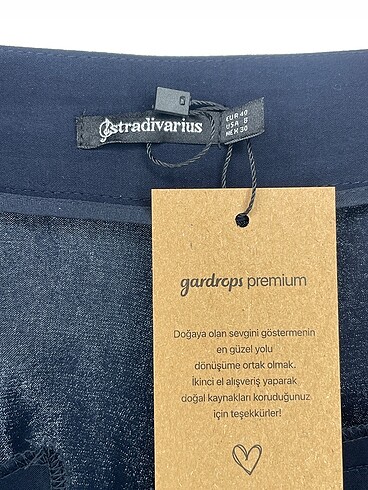 stradivarius
EUR 40
USA 8
MEX 30
gardrops premium
Doğaya olan sevgini göstermenin
en güzel yolu
dönüşüme ortak olmak.
İkinci el alışveriş yaparak
doğal kaynakları koruduğunuz
için teşekkürler!